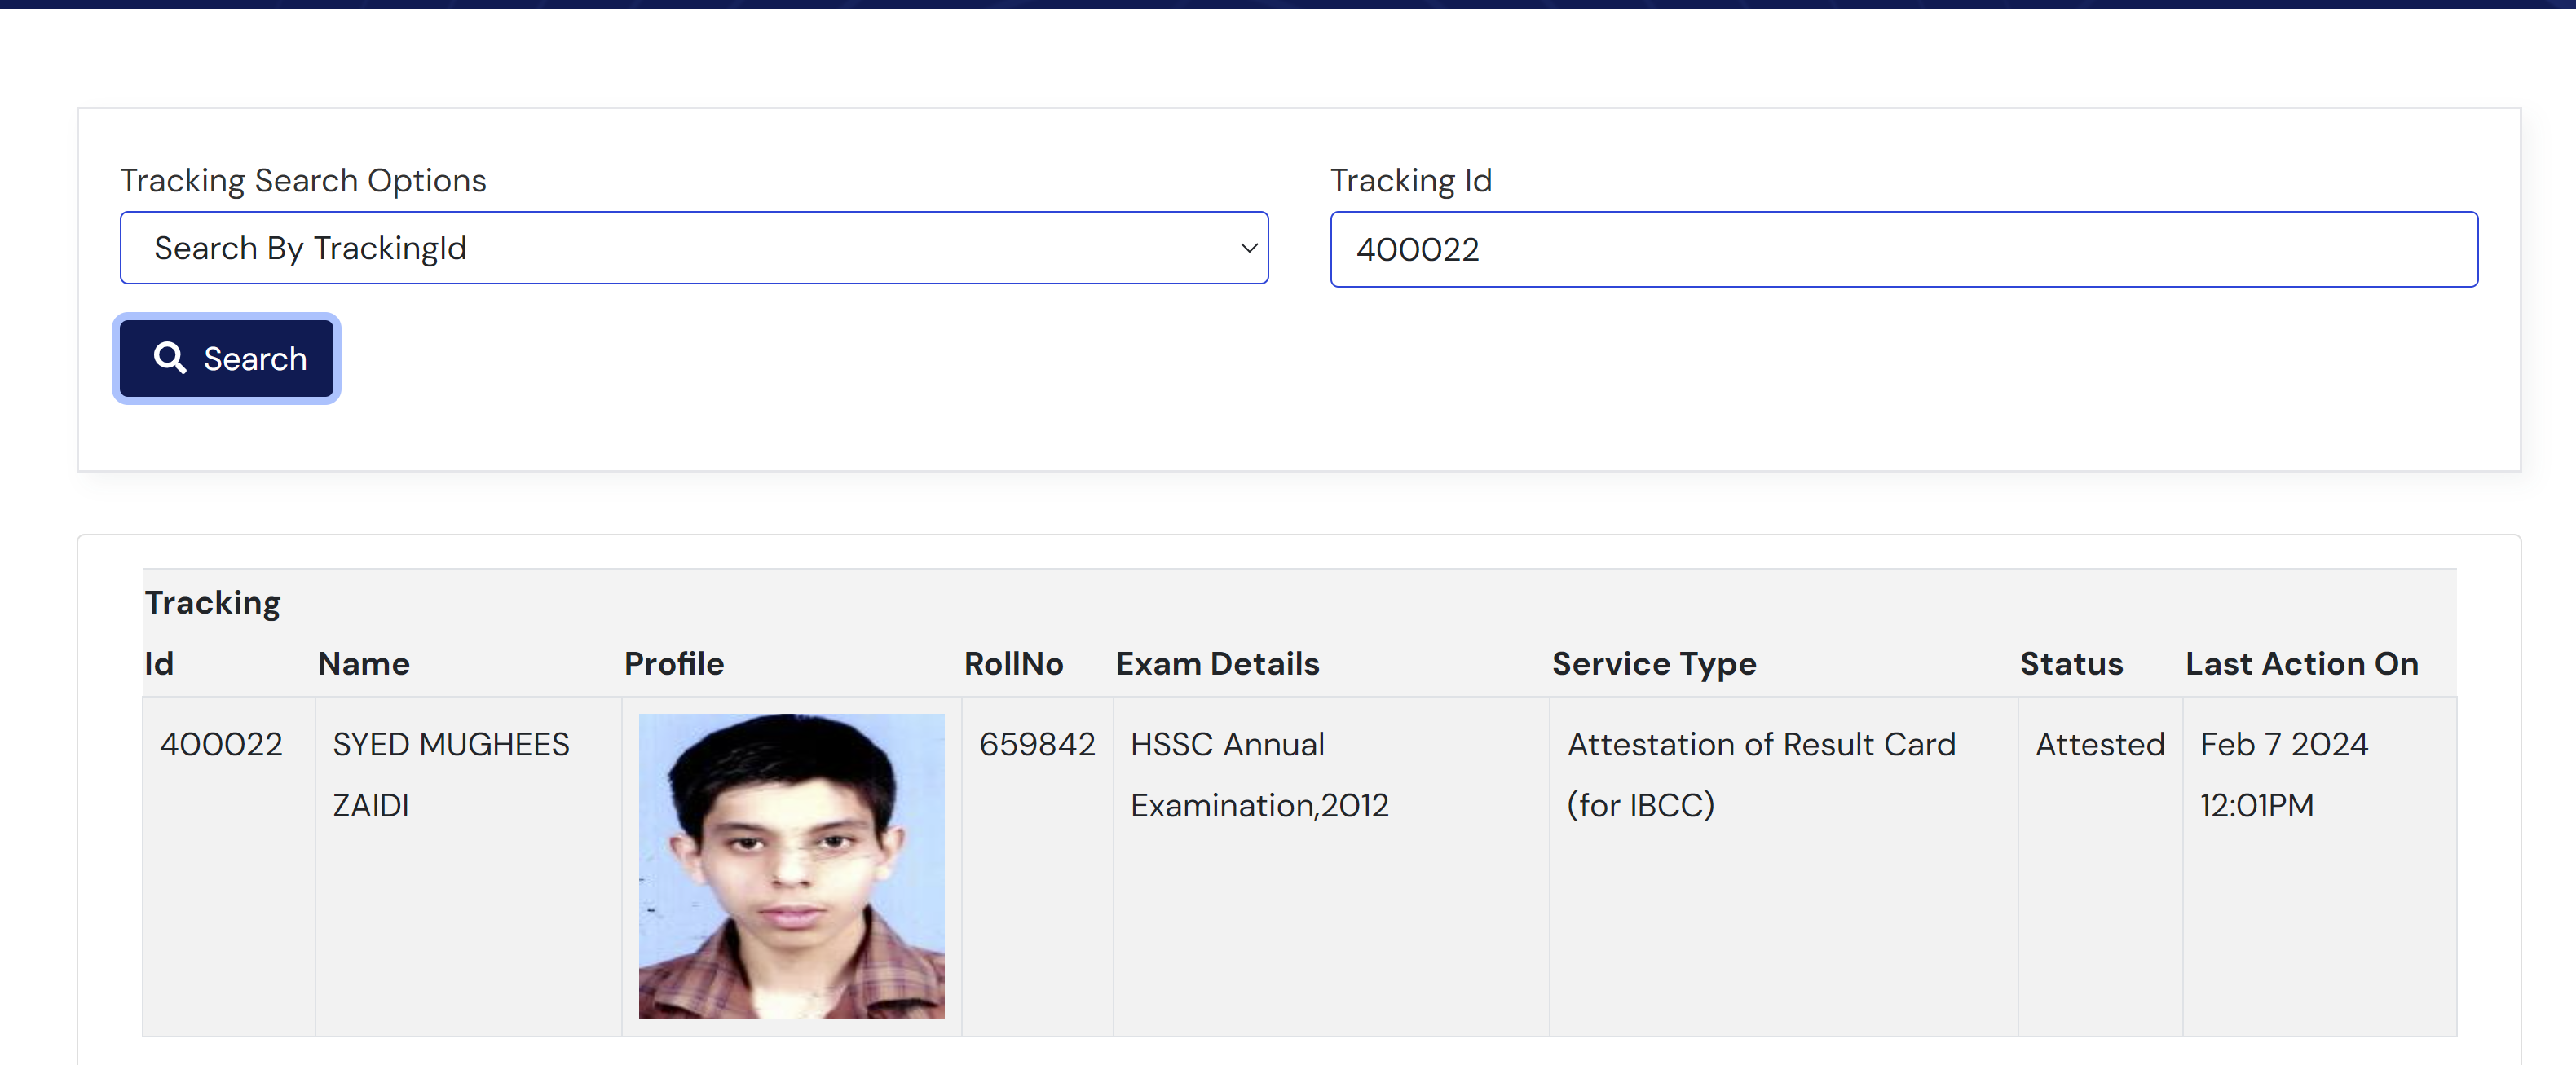 Tracking Search Options
Search By TrackingId
Tracking Id
400022
Search
Tracking
Id Name Profile RollNo Exam Details Service Type Status Last Action On
400022 SYED MUGHEES 659842 HSSC Annual Attestation of Result Card Attested Feb 7 2024
ZAIDI Examination,2012 (for IBCC) 12:01PM